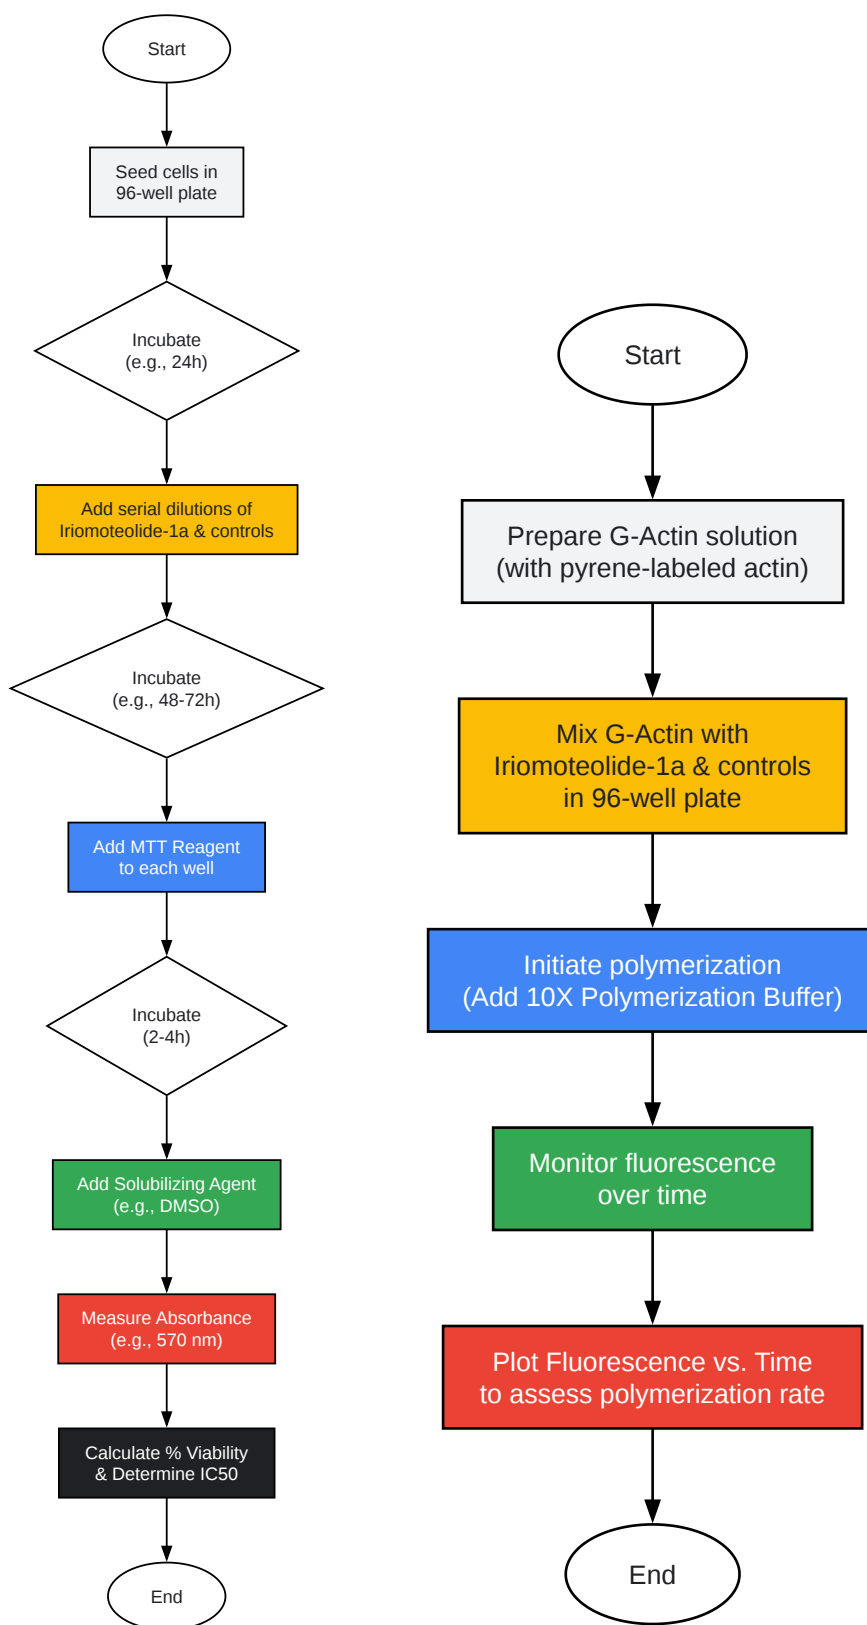 Start
Seed cells in
96-well plate
Incubate
(e.g., 24h)
Add serial dilutions of
Iriomoteolide-1a & controls
Incubate
(e.g., 48-72h)
Add MTT Reagent
to each well
Incubate
(2-4h)
Add Solubilizing Agent
(e.g., DMSO)
Measure Absorbance
(e.g., 570 nm)
Calculate % Viability
& Determine IC50
End
Start
Prepare G-Actin solution
(with pyrene-labeled actin)
Mix G-Actin with
Iriomoteolide-1a & controls
in 96-well plate
Initiate polymerization
(Add 10X Polymerization Buffer)
Monitor fluorescence
over time
Plot Fluorescence vs. Time
to assess polymerization rate
End